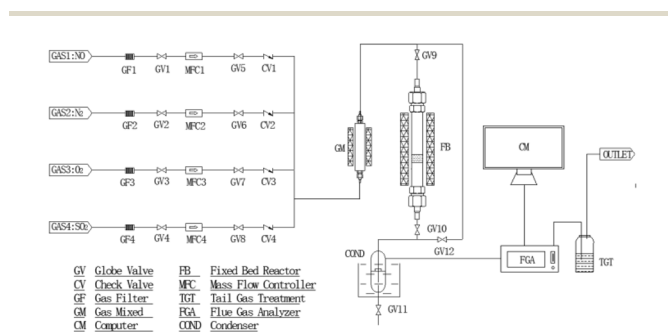 GAS1:NO
GF1 GV1 MFC1 GV5 CV1
GAS2:N₂
GF2 GV2 MFC2 GV6 CV2
GAS3:O₂
GF3 GV3 MFC3 GV7 CV3
GAS4:SO₂
GF4 GV4 MFC4 GV8 CV4
GV9
GM
FB
CM
OUTLET
GV10
GV12
COND
FGA
TGT
GV11
GV Globe Valve FB Fixed Bed Reactor
CV Check Valve MFC Mass Flow Controller
GF Gas Filter TGT Tail Gas Treatment
GM Gas Mixed FGA Flue Gas Analyzer
CM Computer COND Condenser